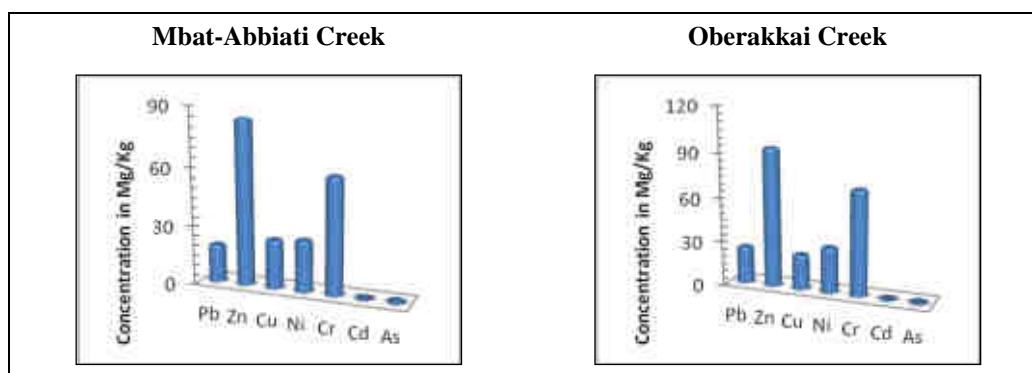 Mbat-Abbiati Creek
Concentration in Mg/Kg
90
60
30
0
Pb Zn Cu Ni Cr Cd As
Oberakkai Creek
Concentration in Mg/Kg
120
90
60
30
0
Pb Zn Cu Ni Cr Cd As